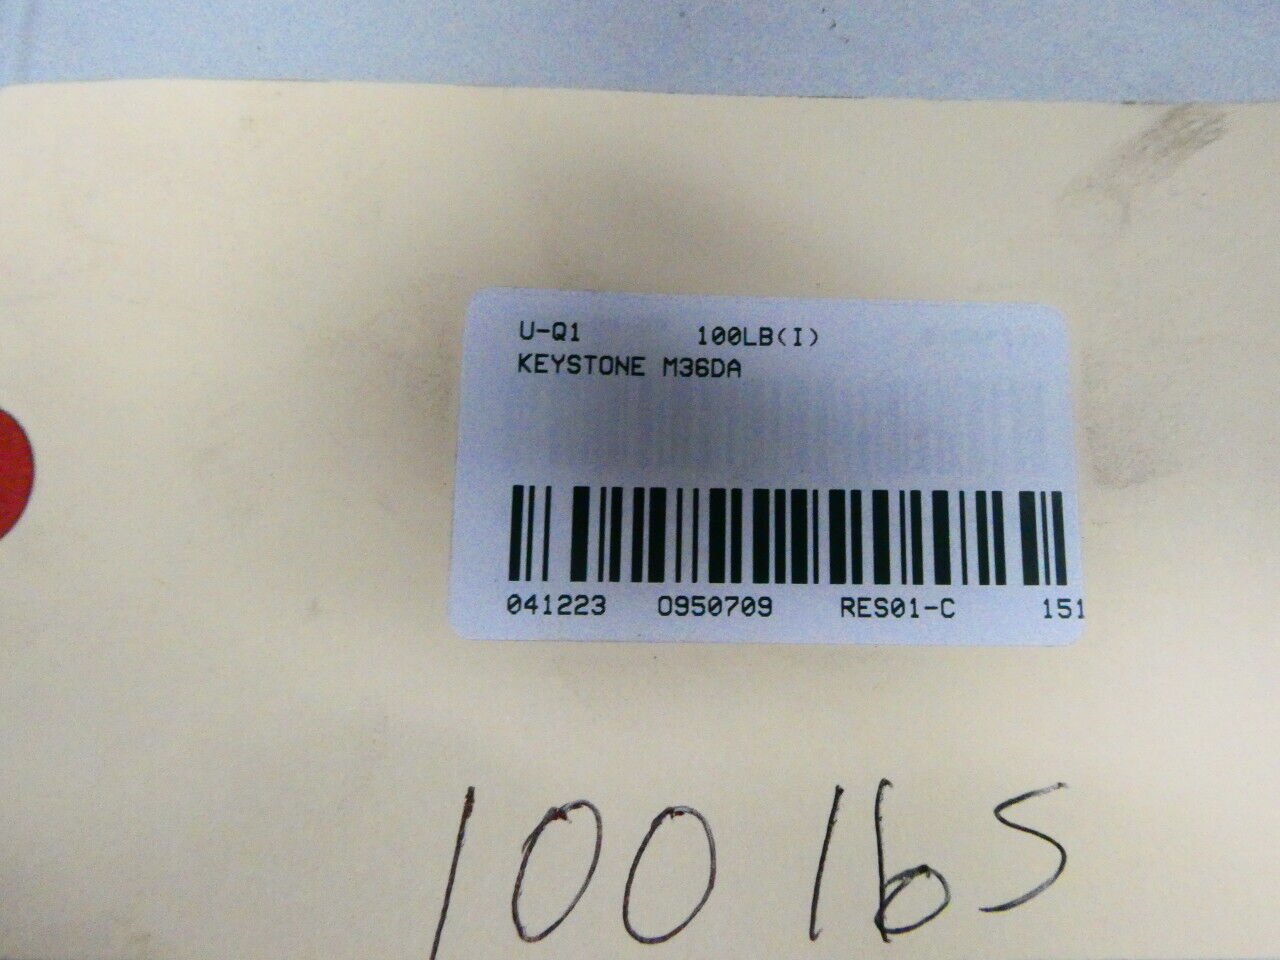 U-Q1 100LB(I)
KEYSTONE M36DA
041223 0950709 RES01-C 151
100 lbs